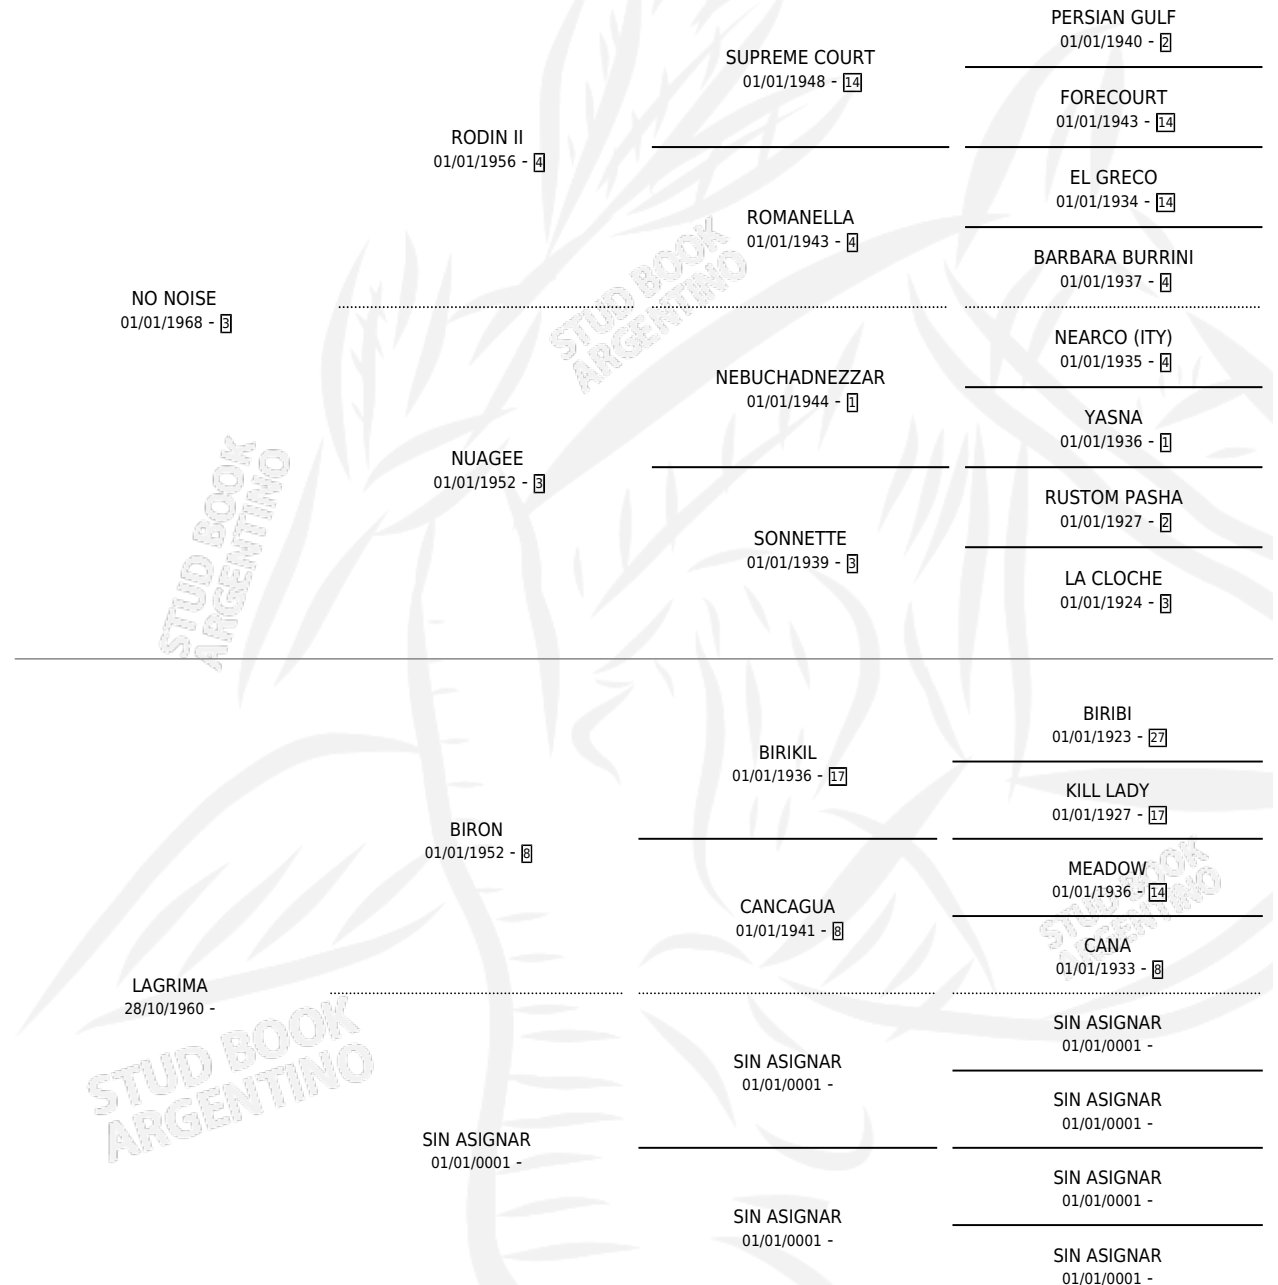 PERSIAN GULF
01/01/1940 - 2
SUPREME COURT
01/01/1948 - 14
FORECOURT
01/01/1943 - 14
RODIN II
01/01/1956 - 4
EL GRECO
01/01/1934 - 14
ROMANELLA
01/01/1943 - 4
BARBARA BURRINI
01/01/1937 - 4
NO NOISE
01/01/1968 - 3
NEARCO (ITY)
01/01/1935 - 4
NEBUCHADNEZZAR
01/01/1944 - 1
YASNA
01/01/1936 - 1
NUAGEE
01/01/1952 - 3
RUSTOM PASHA
01/01/1927 - 2
SONNETTE
01/01/1939 - 3
LA CLOCHE
01/01/1924 - 3
BIRIBI
01/01/1923 - 27
BIRIKIL
01/01/1936 - 17
KILL LADY
01/01/1927 - 17
BIRON
01/01/1952 - 8
MEADOW
01/01/1936 - 14
CANCAGUA
01/01/1941 - 8
CANA
01/01/1933 - 8
LAGRIMA
28/10/1960 -
SIN ASIGNAR
01/01/0001 -
SIN ASIGNAR
01/01/0001 -
SIN ASIGNAR
01/01/0001 -
SIN ASIGNAR
01/01/0001 -
SIN ASIGNAR
01/01/0001 -
SIN ASIGNAR
01/01/0001 -
SIN ASIGNAR
01/01/0001 -
STUD BOOK
ARGENTINO
STUD BOOK
ARGENTINO
STUD BOOK
ARGENTINO
STUD BOOK
ARGENTINO